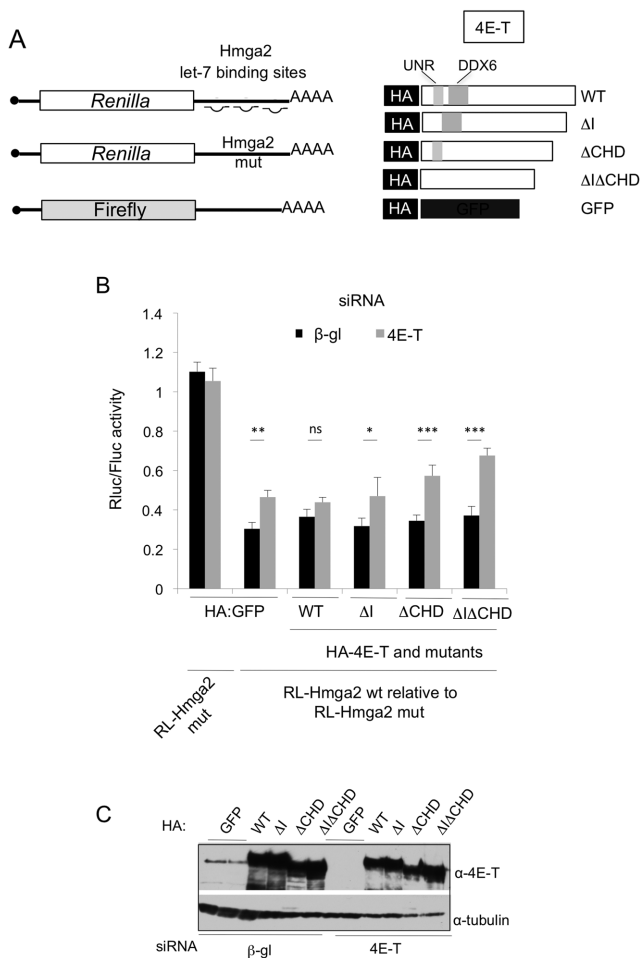 A
4E-T
Hmga2
let-7 binding sites
UNR
DDX6
Renilla
AAAA
HA
WT
HA
ΔI
Renilla
Hmga2
mut
AAAA
HA
ΔCHD
HA
ΔIΔCHD
Firefly
AAAA
HA
GFP
GFP
B
siRNA
β-gl
4E-T
1.4
1.2
1
0.8
0.6
0.4
0.2
0
Rluc/Fluc activity
**
ns
*
***
***
HA:GFP
WT
ΔI
ΔCHD
ΔIΔCHD
HA-4E-T and mutants
RL-Hmga2
mut
RL-Hmga2 wt relative to
RL-Hmga2 mut
C
HA:
GFP
WT
ΔI
ΔCHD
ΔIΔCHD
GFP
WT
ΔI
ΔCHD
ΔIΔCHD
α-4E-T
α-tubulin
siRNA
β-gl
4E-T